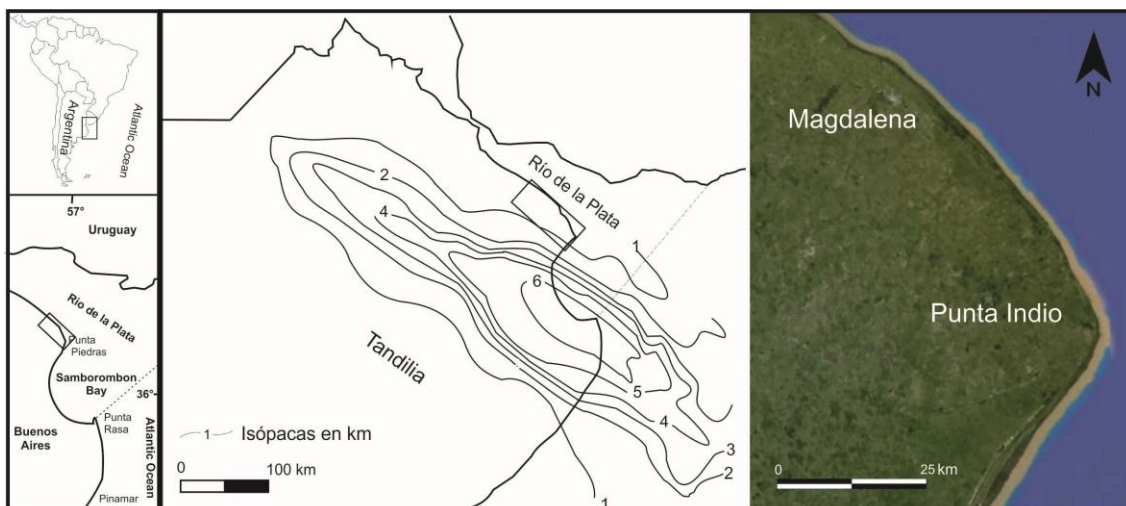 Argentina
Atlantic Ocean
57°
Uruguay
Río de la Plata
Punta
Piedras
Samborombon
Bay
36°
Buenos
Aires
Punta
Rasa
Atlantic Ocean
Pinamar
2
4
Río de la Plata
1
6
Tandilia
5
4
3
2
1
1 Isópacas en km
0 100 km
N
Magdalena
Punta Indio
0 25 km